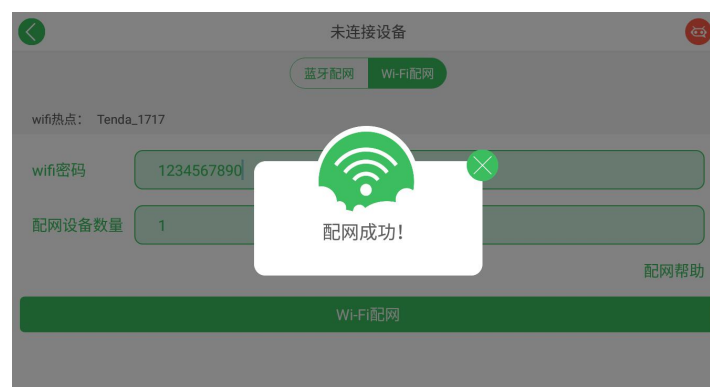 未连接设备
蓝牙配网 Wi-Fi配网
wifi热点： Tenda_1717
wifi密码 1234567890
配网设备数量 1
配网成功！
配网帮助
Wi-Fi配网